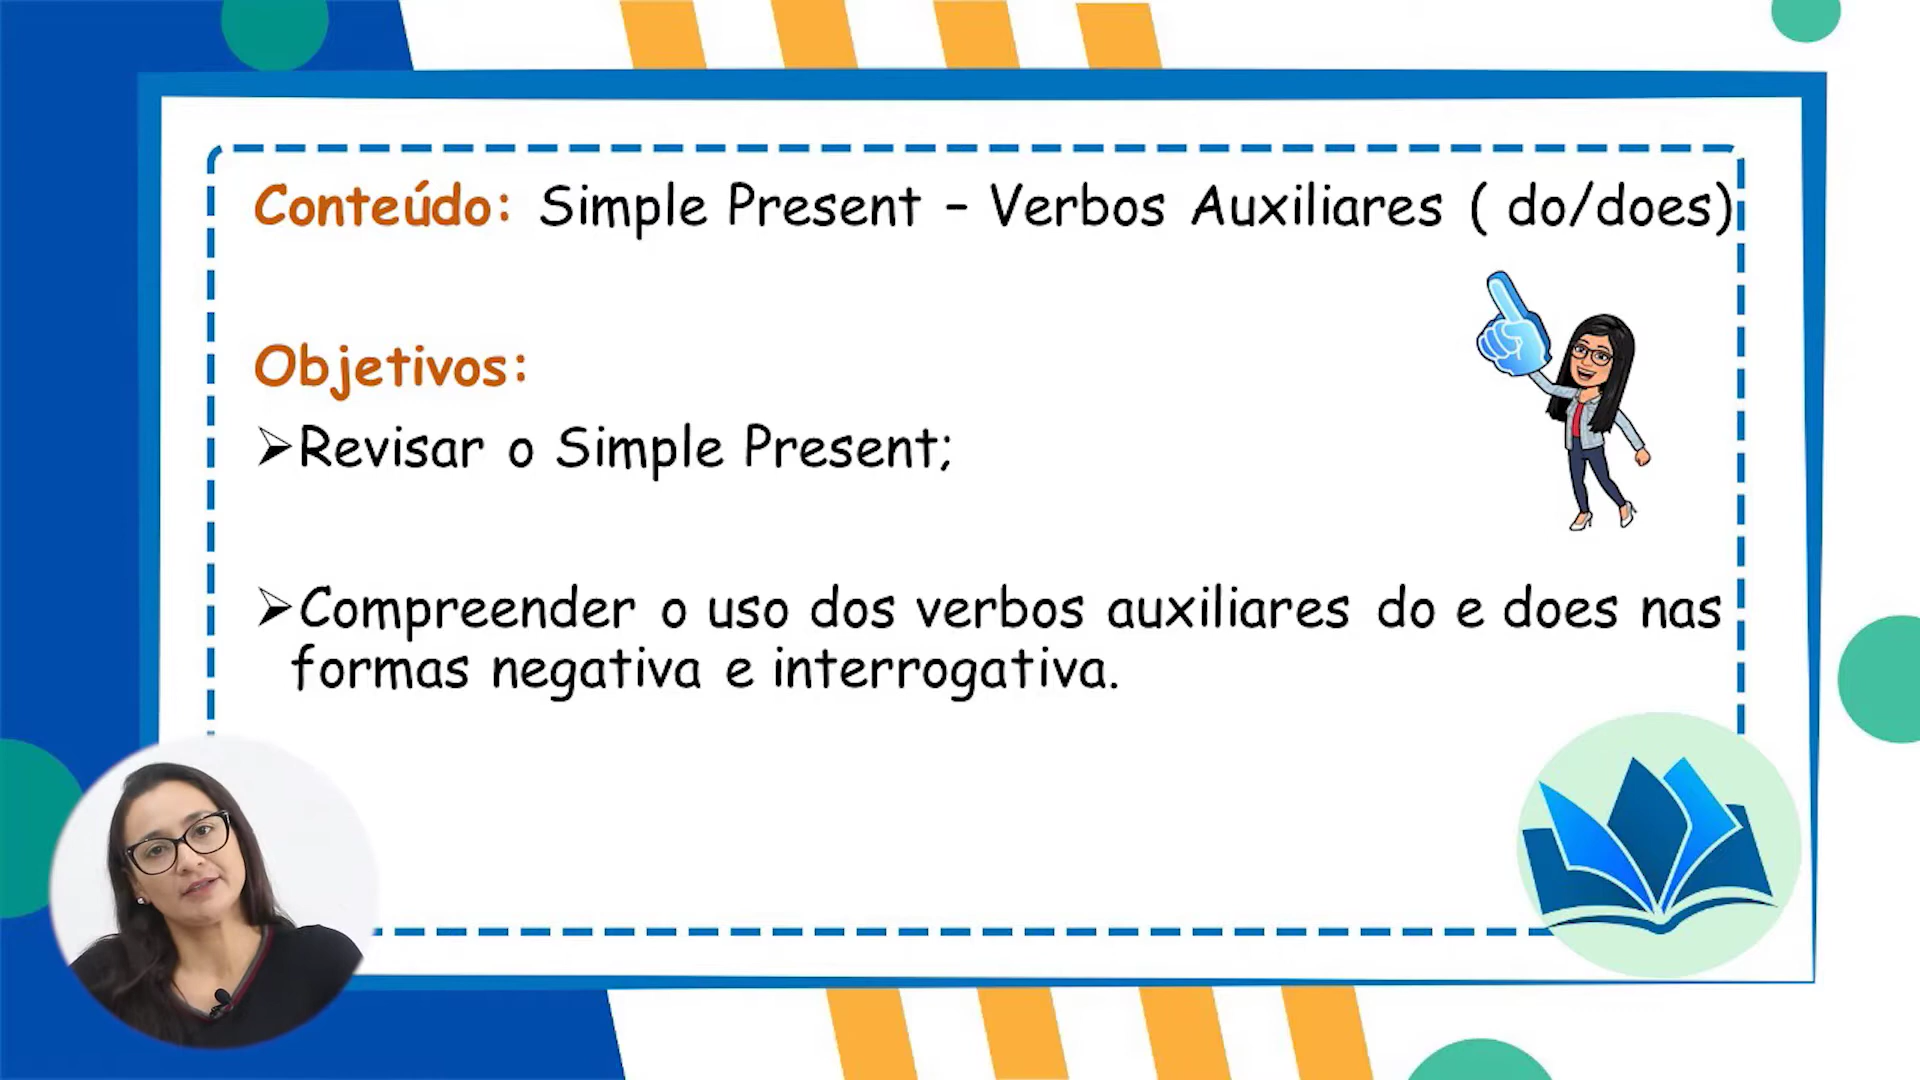 Conteúdo: Simple Present – Verbos Auxiliares ( do/does)
Objetivos:
➢Revisar o Simple Present;
➢Compreender o uso dos verbos auxiliares do e does nas
formas negativa e interrogativa.